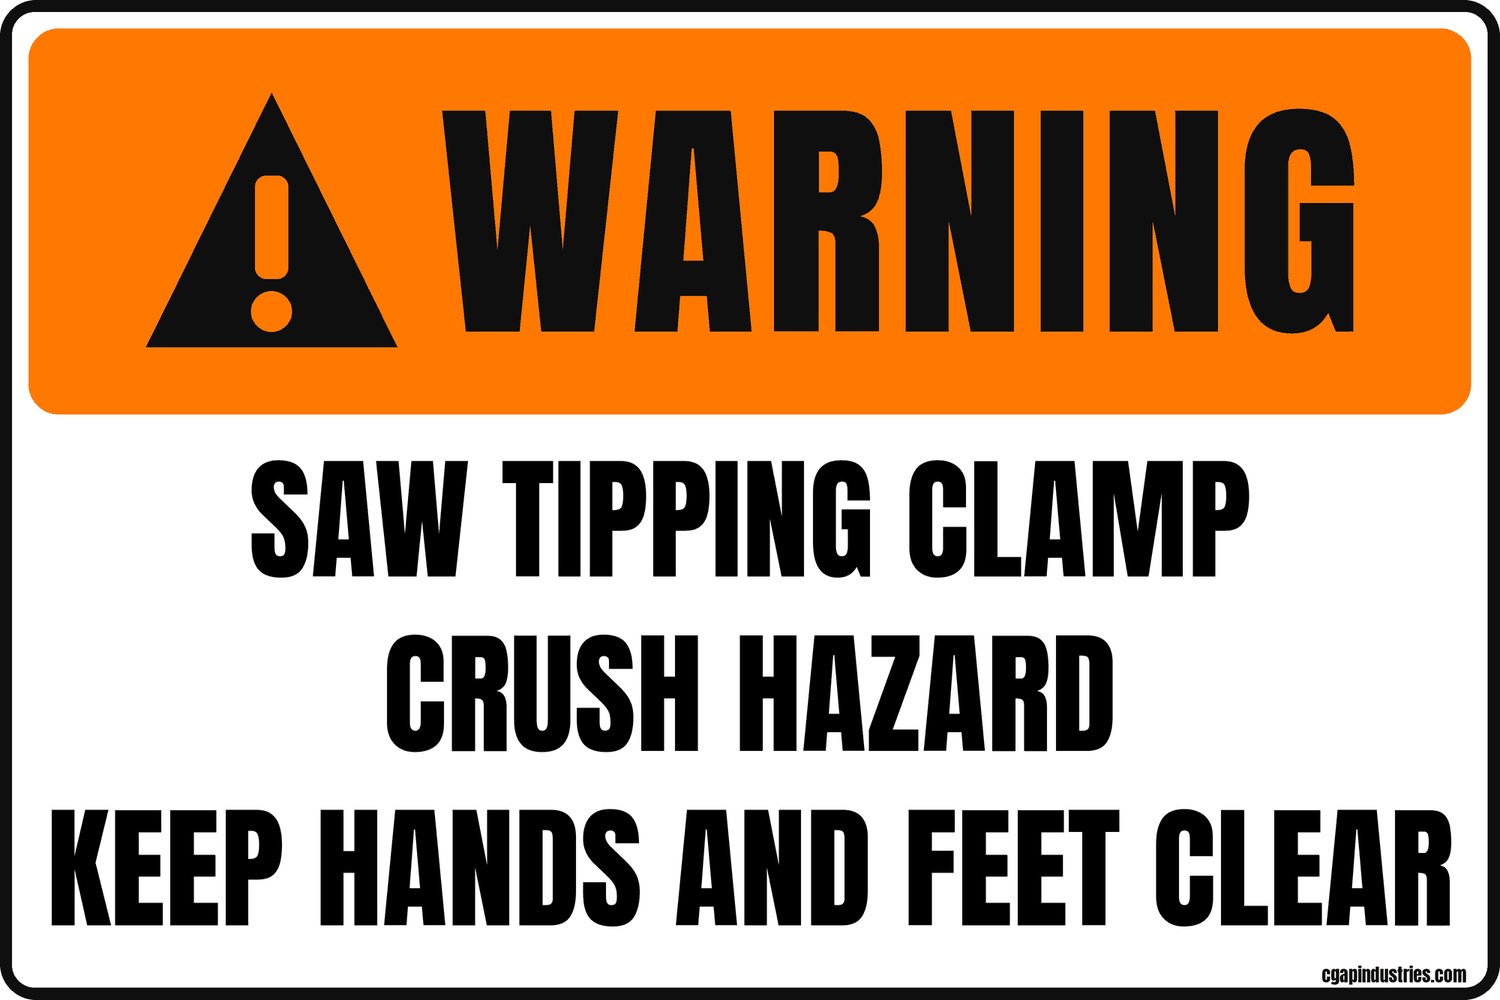 WARNING
SAW TIPPING CLAMP
CRUSH HAZARD
KEEP HANDS AND FEET CLEAR
cgapindustries.com